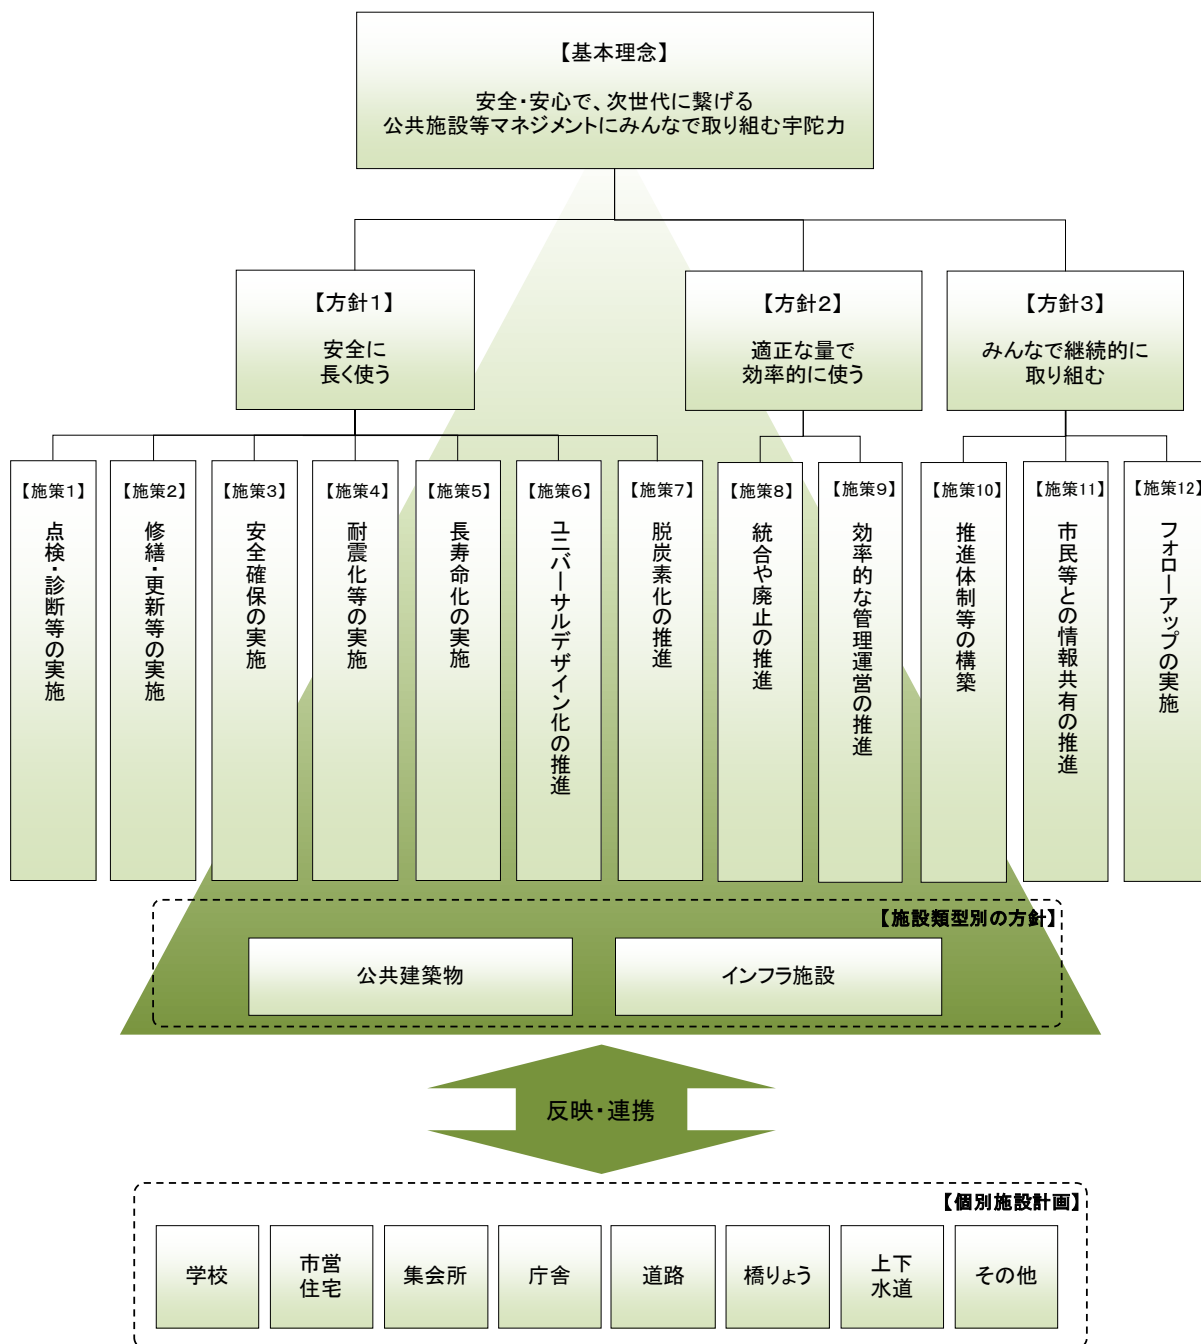 【基本理念】
安全・安心で、次世代に繋げる
公共施設等マネジメントにみんなで取り組む宇陀力
【方針1】
安全に
長く使う
【方針2】
適正な量で
効率的に使う
【方針3】
みんなで継続的に
取り組む
【施策1】
点検・診断等の実施
【施策2】
修繕・更新等の実施
【施策3】
安全確保の実施
【施策4】
耐震化等の実施
【施策5】
長寿命化の実施
【施策6】
ユニバーサルデザイン化の推進
【施策7】
脱炭素化の推進
【施策8】
統合や廃止の推進
【施策9】
効率的な管理運営の推進
【施策10】
推進体制等の構築
【施策11】
市民等との情報共有の推進
【施策12】
フォローアップの実施
【施設類型別の方針】
公共建築物
インフラ施設
反映・連携
【個別施設計画】
学校
市営
住宅
集会所
庁舎
道路
橋りょう
上下
水道
その他